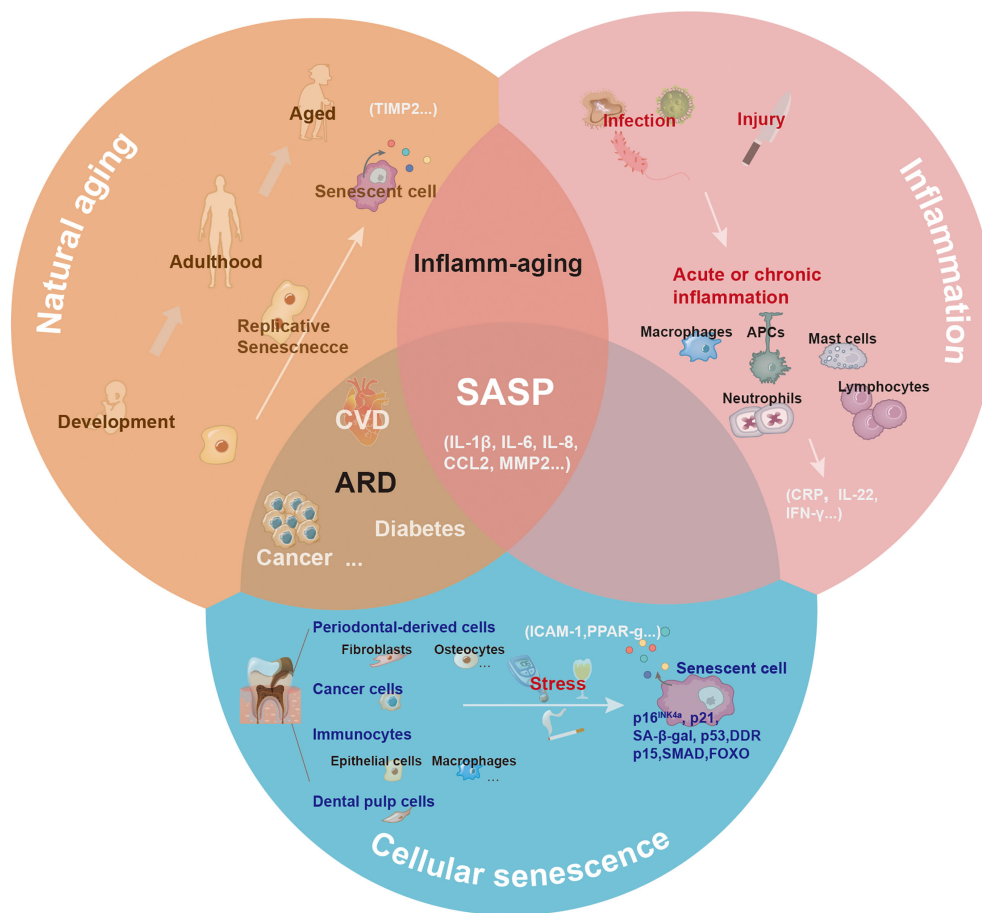 Natural aging
Aged
(TIMP2...)
Senescent cell
Adulthood
Replicative
Senescnecce
Development
Inflamm-aging
Inflammation
Infection
Injury
Acute or chronic
inflammation
Macrophages
APCs
Mast cells
Neutrophils
Lymphocytes
(CRP, IL-22,
IFN-γ...)
SASP
(IL-1β, IL-6, IL-8,
CCL2, MMP2...)
CVD
ARD
Diabetes
Cancer ...
Periodontal-derived cells
Fibroblasts
Osteocytes
...
Cancer cells
Immunocytes
Epithelial cells
Macrophages
...
Dental pulp cells
Stress
(ICAM-1,PPAR-g...)
Senescent cell
p16INK4a, p21,
SA-β-gal, p53,DDR
p15,SMAD,FOXO
Cellular senescence